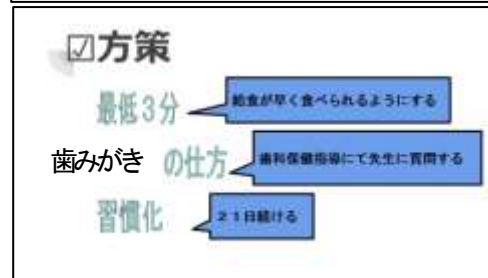 ☑方策
最低3分
給食が早く食べられるようにする
歯みがき の仕方
歯科保健指導にて先生に質問する
習慣化
21日続ける